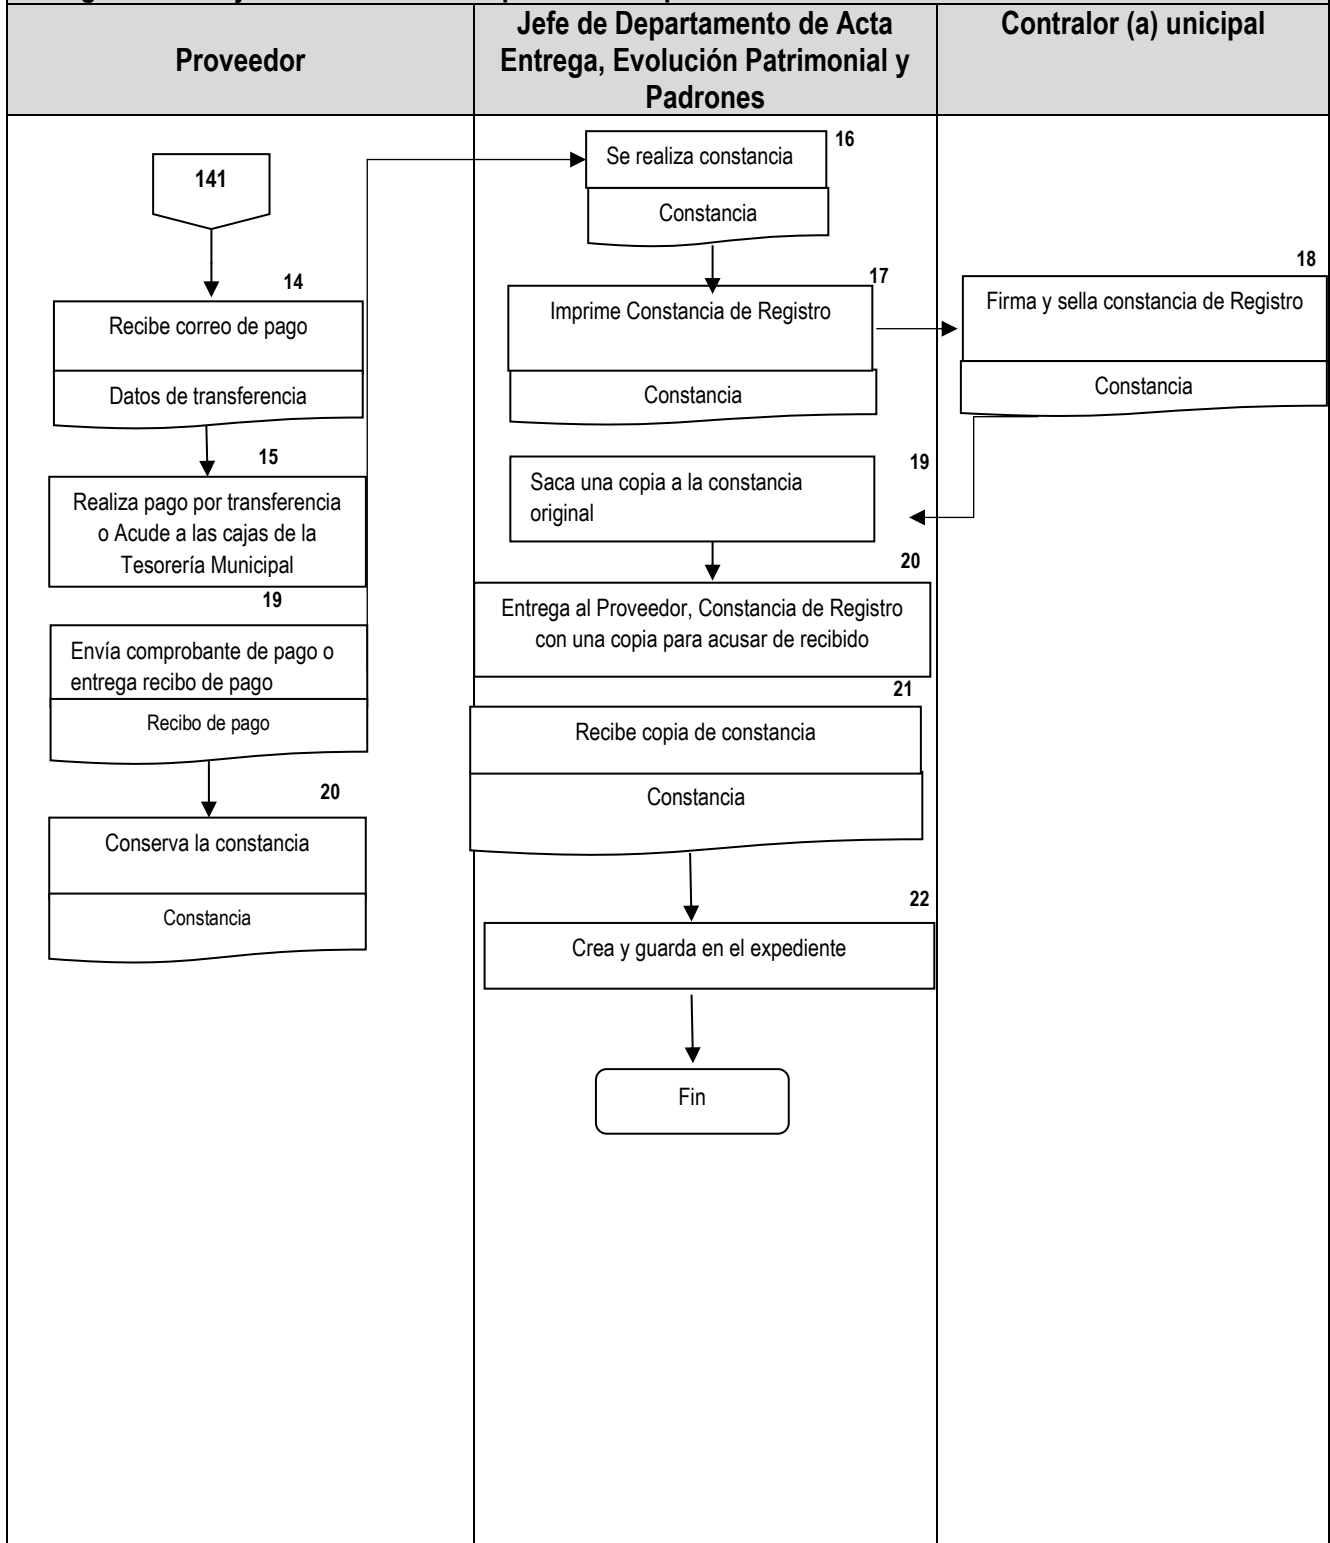 Proveedor
Jefe de Departamento de Acta
Entrega, Evolución Patrimonial y
Padrones
Contralor (a) unicipal
141
14
Recibe correo de pago
Datos de transferencia
15
Realiza pago por transferencia
o Acude a las cajas de la
Tesorería Municipal
19
Envía comprobante de pago o
entrega recibo de pago
Recibo de pago
20
Conserva la constancia
Constancia
16
Se realiza constancia
Constancia
17
Imprime Constancia de Registro
Constancia
18
Firma y sella constancia de Registro
Constancia
19
Saca una copia a la constancia
original
20
Entrega al Proveedor, Constancia de Registro
con una copia para acusar de recibido
21
Recibe copia de constancia
Constancia
22
Crea y guarda en el expediente
Fin